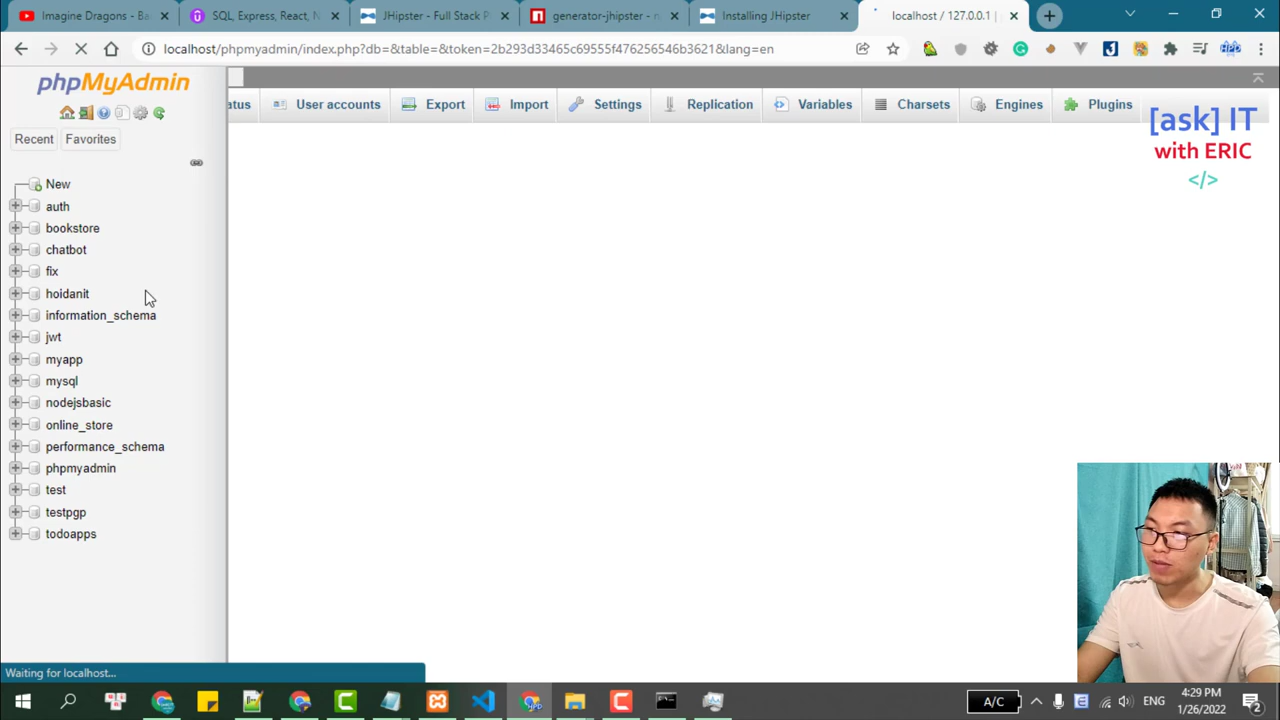 Imagine Dragons - Ba
SQL, Express, React, N
JHipster - Full Stack P
generator-jhipster - n
Installing JHipster
localhost / 127.0.0.1 |
localhost/phpmyadmin/index.php?db=&table=&token=2b293d33465c69555f476256546b3621&lang=en
phpMyAdmin
Recent
Favorites
New
auth
bookstore
chatbot
fix
hoidanit
information_schema
jwt
myapp
mysql
nodejsbasic
online_store
performance_schema
phpmyadmin
test
testpgp
todoapps
atus
User accounts
Export
Import
Settings
Replication
Variables
Charsets
Engines
Plugins
[ask] IT
with ERIC
</>
Waiting for localhost...
A/C
ENG
4:29 PM
1/26/2022
2